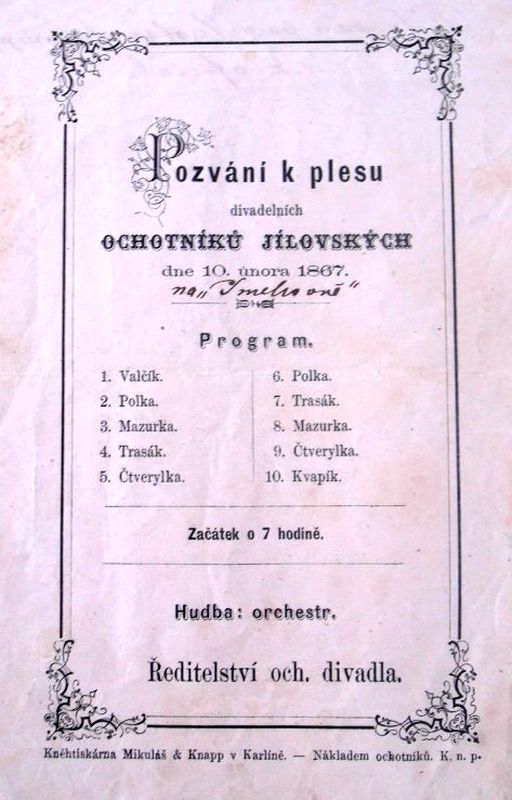 Pozvání k plesu
divadelních
OCHOTNÍKŮ JÍLOVSKÝCH
dne 10. února 1867.
na „
Program.
1. Valčík.
2. Polka.
3. Mazurka.
4. Trasák.
5. Čtverylka.
6. Polka.
7. Trasák.
8. Mazurka.
9. Čtverylka.
10. Kvapík.
Začátek o 7 hodině.
Hudba: orchestr.
Ředitelství och. divadla.
Kněhtiskárna Mikuláš & Knapp v Karlíně. — Nákladem ochotníků. K. n. p.